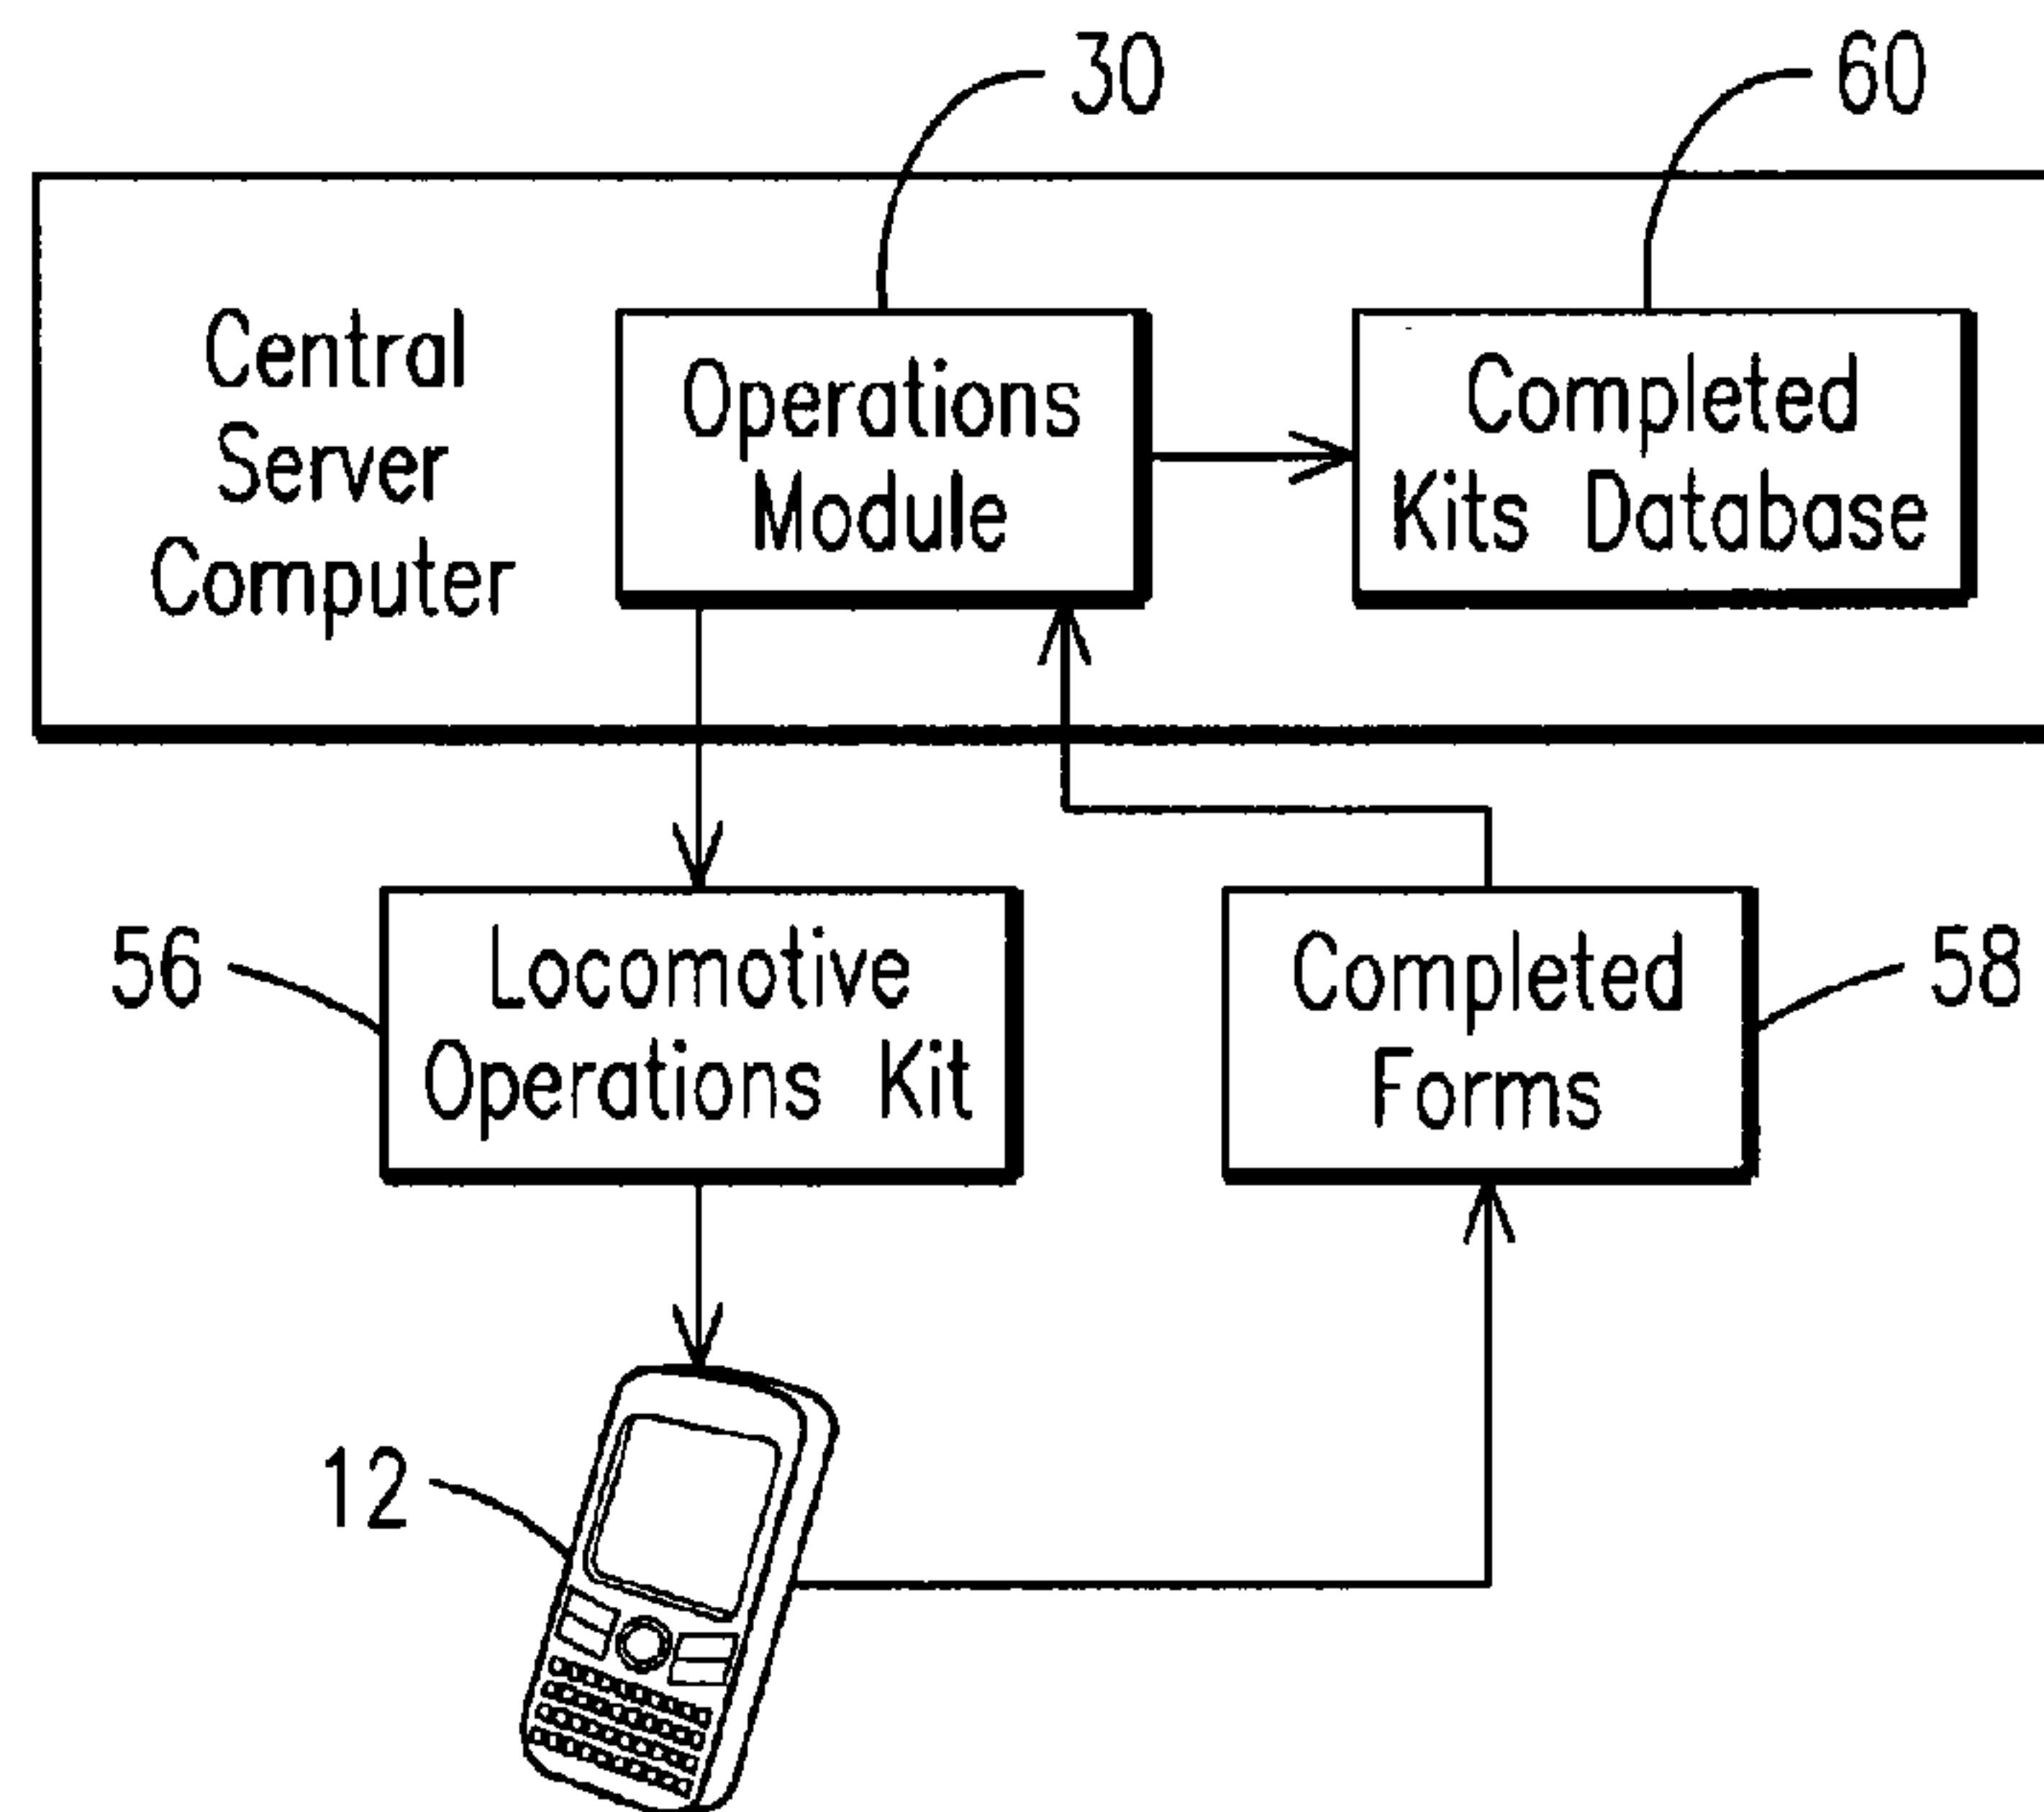 30
60
Central
Server
Computer
Operations
Module
Completed
Kits Database
56
Locomotive
Operations Kit
Completed
Forms
58
12